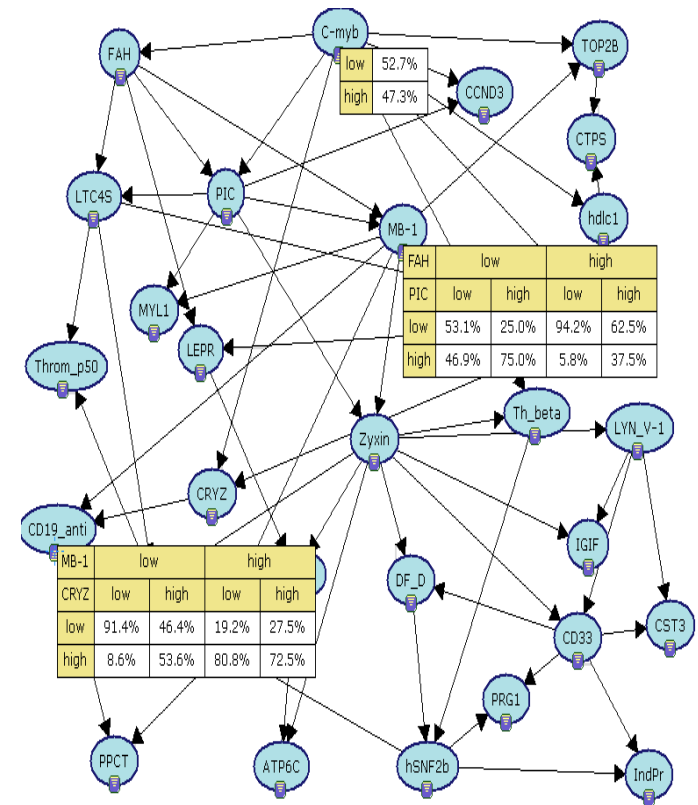 C-myb
FAH
TOP2B
low 52.7%
high 47.3%
CCND3
CTPS
LTC4S
PIC
hdlc1
MB-1
FAH low high
PIC low high low high
low 53.1% 25.0% 94.2% 62.5%
high 46.9% 75.0% 5.8% 37.5%
MYL1
LEPR
Throm_p50
Th_beta
LYN_V-1
Zyxin
CRYZ
CD19_anti
IGIF
MB-1 low high
CRYZ low high low high
low 91.4% 46.4% 19.2% 27.5%
high 8.6% 53.6% 80.8% 72.5%
DF_D
CST3
CD33
PRG1
PPCT
ATP6C
hSNF2b
IndPr